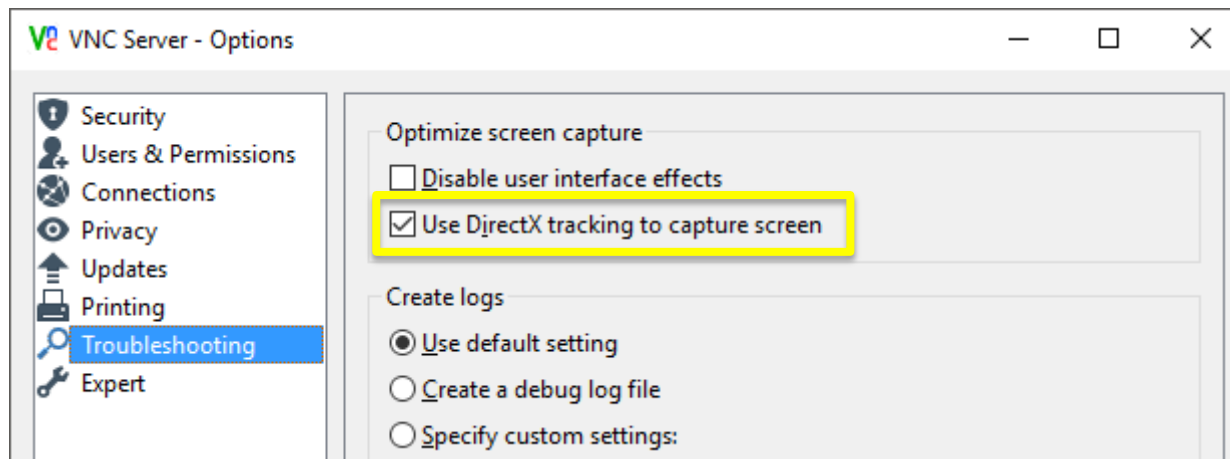 VNC Server - Options
Security
Users & Permissions
Connections
Privacy
Updates
Printing
Troubleshooting
Expert
Optimize screen capture
Disable user interface effects
Use DirectX tracking to capture screen
Create logs
Use default setting
Create a debug log file
Specify custom settings: